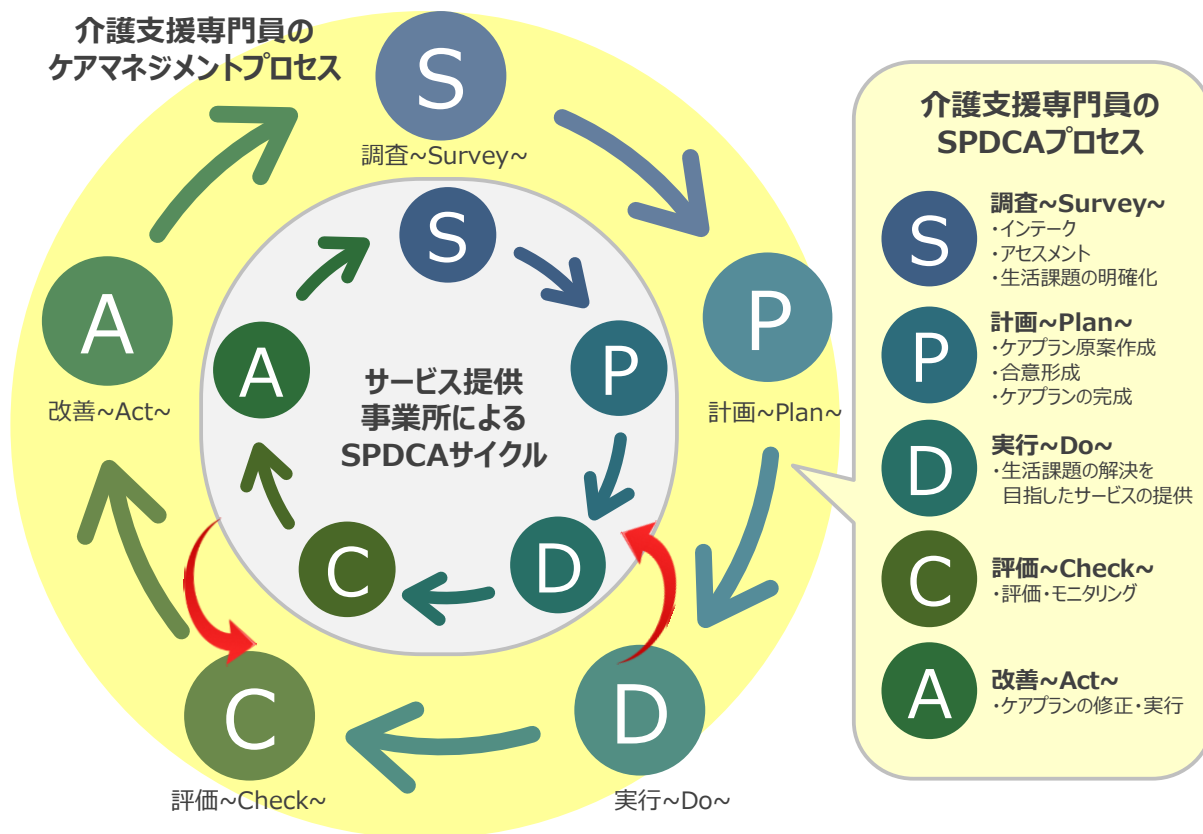 介護支援専門員の
ケアマネジメントプロセス
S
調査~Survey~
P
計画~Plan~
D
実行~Do~
C
評価~Check~
A
改善~Act~
S
P
D
C
A
サービス提供
事業所による
SPDCAサイクル
介護支援専門員の
SPDCAプロセス
S
調査~Survey~
・インテーク
・アセスメント
・生活課題の明確化
P
計画~Plan~
・ケアプラン原案作成
・合意形成
・ケアプランの完成
D
実行~Do~
・生活課題の解決を
目指したサービスの提供
C
評価~Check~
・評価・モニタリング
A
改善~Act~
・ケアプランの修正・実行